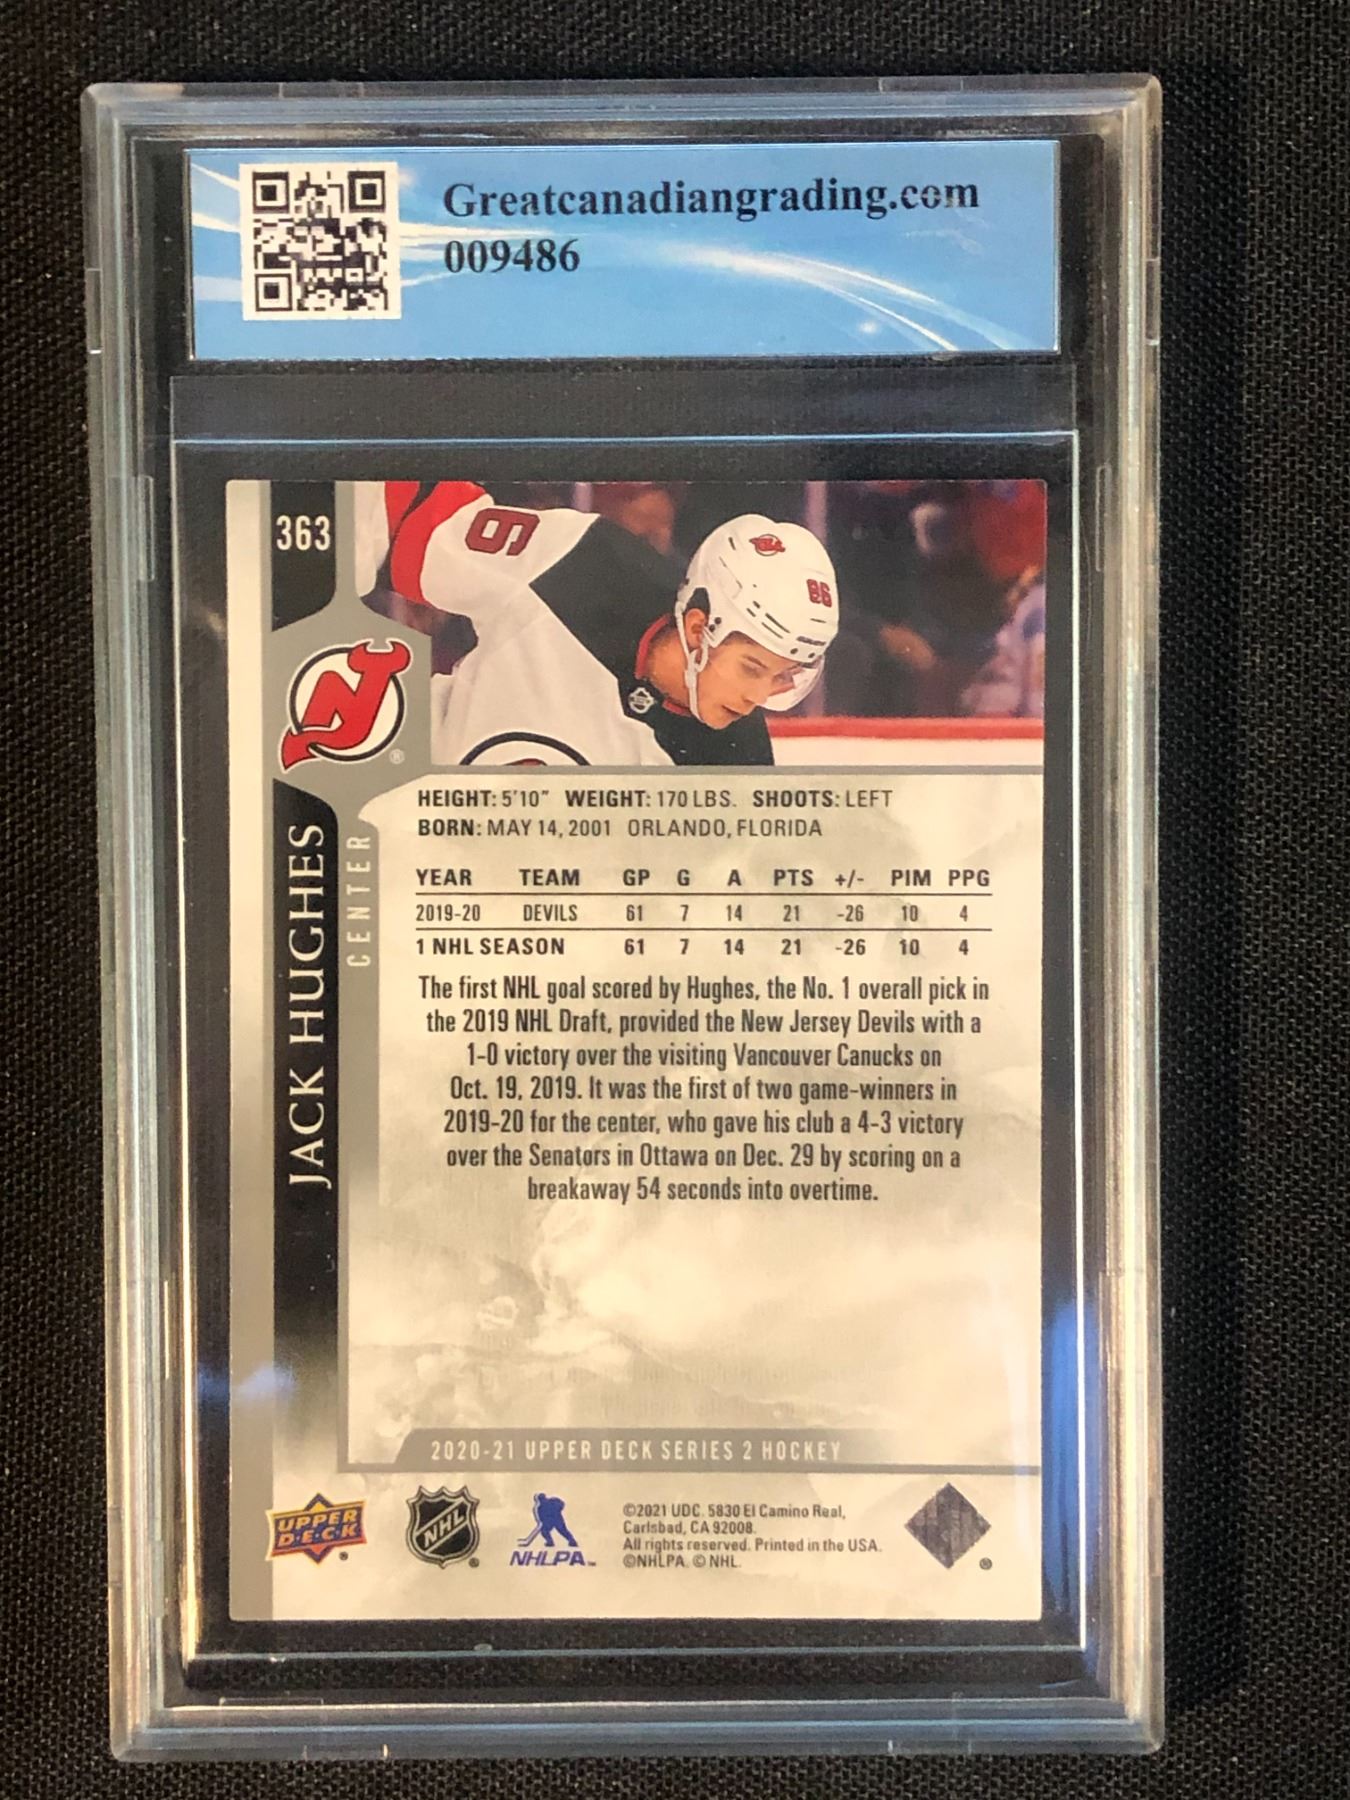 Greatcanadiangrading.com
009486
363
6
86
JACK HUGHES
CENTER
HEIGHT: 5'10" WEIGHT: 170 LBS. SHOOTS: LEFT
BORN: MAY 14, 2001 ORLANDO, FLORIDA
YEAR TEAM GP G A PTS +/- PIM PPG
2019-20 DEVILS 61 7 14 21 -26 10 4
1 NHL SEASON 61 7 14 21 -26 10 4
The first NHL goal scored by Hughes, the No. 1 overall pick in
the 2019 NHL Draft, provided the New Jersey Devils with a
1-0 victory over the visiting Vancouver Canucks on
Oct. 19, 2019. It was the first of two game-winners in
2019-20 for the center, who gave his club a 4-3 victory
over the Senators in Ottawa on Dec. 29 by scoring on a
breakaway 54 seconds into overtime.
2020-21 UPPER DECK SERIES 2 HOCKEY
UPPER
D·E·C·K
NHL
NHLPA
©2021 UDC. 5830 El Camino Real,
Carlsbad, CA 92008.
All rights reserved. Printed in the USA.
©NHLPA. © NHL.